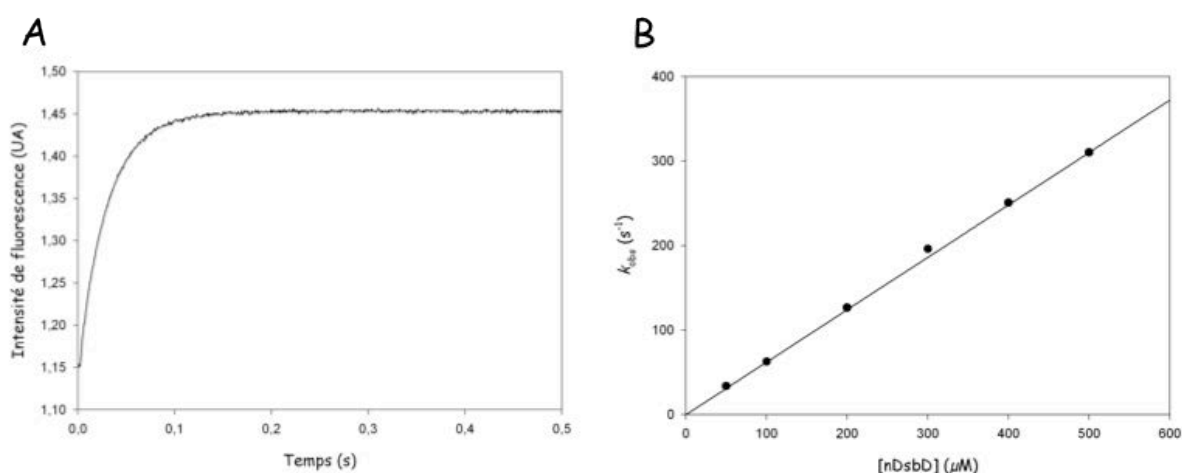 A
1,50
1,45
1,40
1,35
1,30
1,25
1,20
1,15
1,10
Intensité de fluorescence (UA)
0,0 0,1 0,2 0,3 0,4 0,5
Temps (s)
B
400
300
200
100
0
kobs (s⁻¹)
0 100 200 300 400 500 600
[nDsbD] (µM)